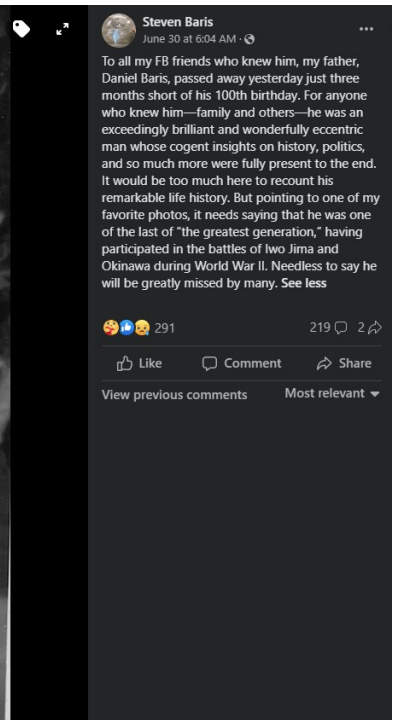 Steven Baris
June 30 at 6:04 AM ·
To all my FB friends who knew him, my father,
Daniel Baris, passed away yesterday just three
months short of his 100th birthday. For anyone
who knew him—family and others—he was an
exceedingly brilliant and wonderfully eccentric
man whose cogent insights on history, politics,
and so much more were fully present to the end.
It would be too much here to recount his
remarkable life history. But pointing to one of my
favorite photos, it needs saying that he was one
of the last of "the greatest generation," having
participated in the battles of Iwo Jima and
Okinawa during World War II. Needless to say he
will be greatly missed by many. See less
291 219 2
Like Comment Share
View previous comments Most relevant